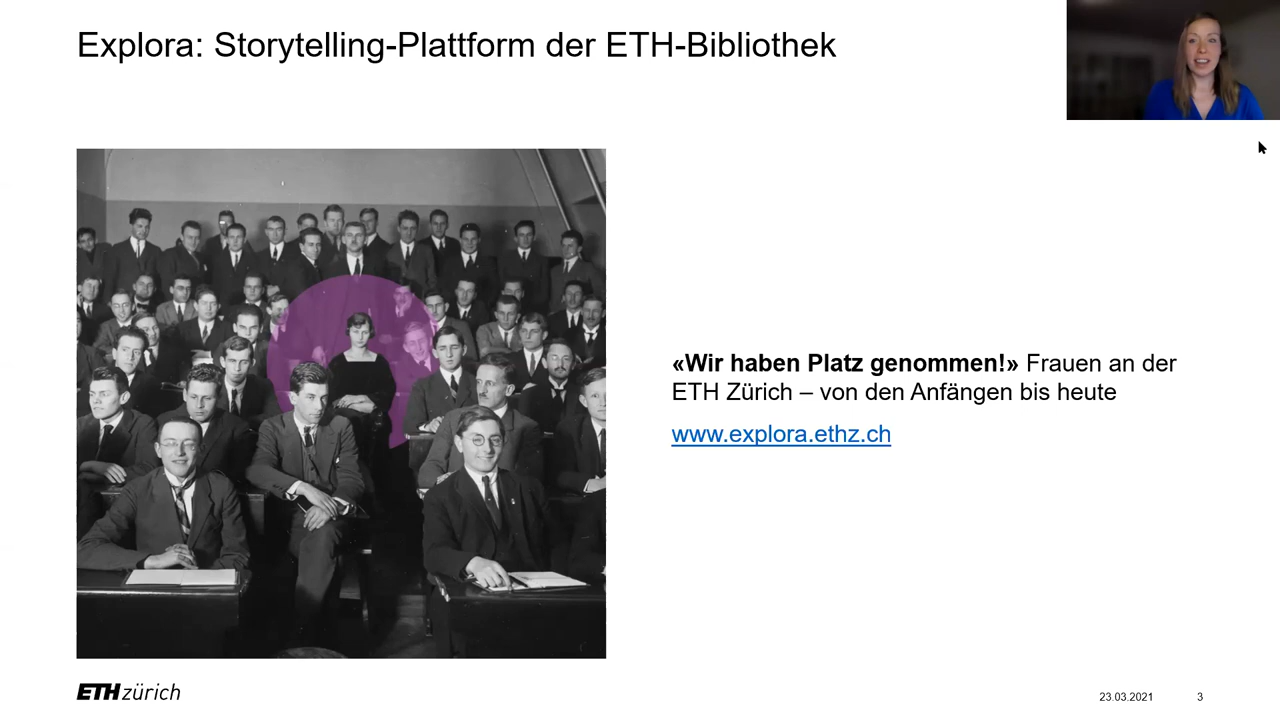 Explora: Storytelling-Plattform der ETH-Bibliothek
«Wir haben Platz genommen!» Frauen an der
ETH Zürich – von den Anfängen bis heute
www.explora.ethz.ch
ETH zürich
23.03.2021
3